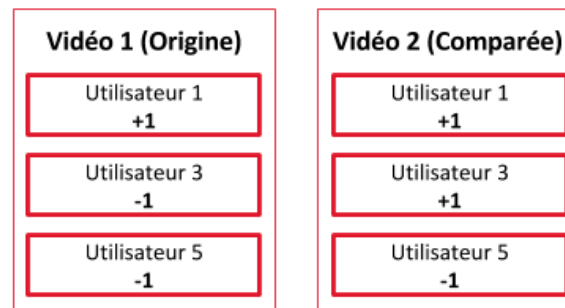 Vidéo 1 (Origine)
Utilisateur 1
+1
Utilisateur 3
-1
Utilisateur 5
-1
Vidéo 2 (Comparée)
Utilisateur 1
+1
Utilisateur 3
+1
Utilisateur 5
-1